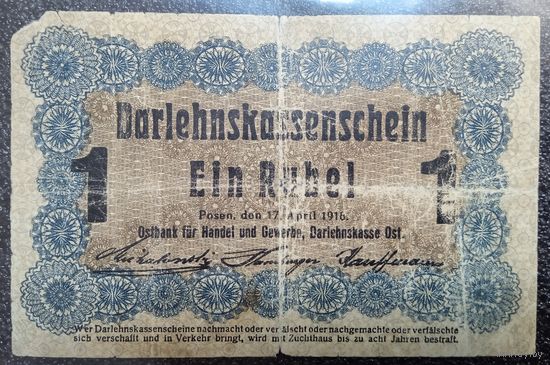 Darlehnskassenschein
1 Ein Rubel 1
Posen, den 17. April 1916.
Ostbank für Handel und Gewerbe, Darlehnskasse Ost.
Wer Darlehnskassenscheine nachmacht oder verfälscht oder nachgemachte oder verfälschte
sich verschafft und in Verkehr bringt, wird mit Zuchthaus bis zu acht Jahren bestraft.